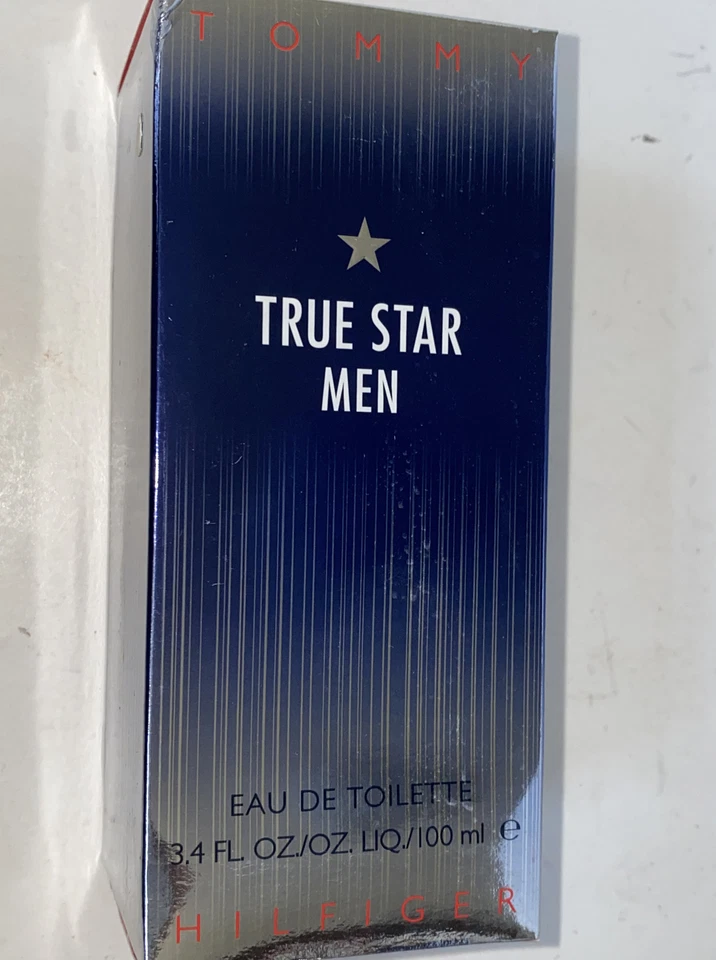 TOMMY
TRUE STAR
MEN
EAU DE TOILETTE
3.4 FL. OZ./OZ. LIQ./100 ml ℮
HILFIGER